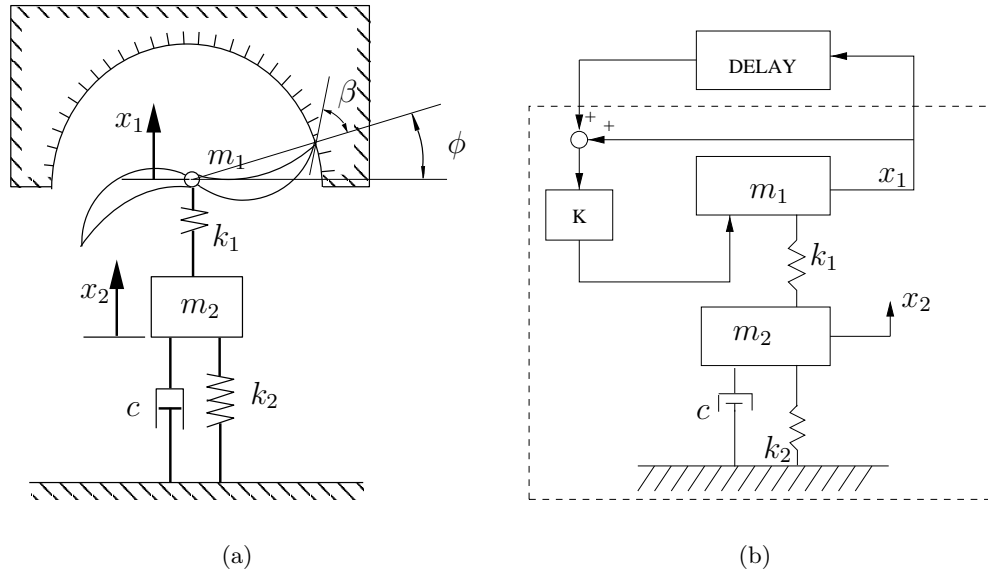 β
x₁
m₁
ϕ
k₁
x₂
m₂
c
k₂
(a)
DELAY
+
+
x₁
m₁
K
k₁
x₂
m₂
c
k₂
(b)